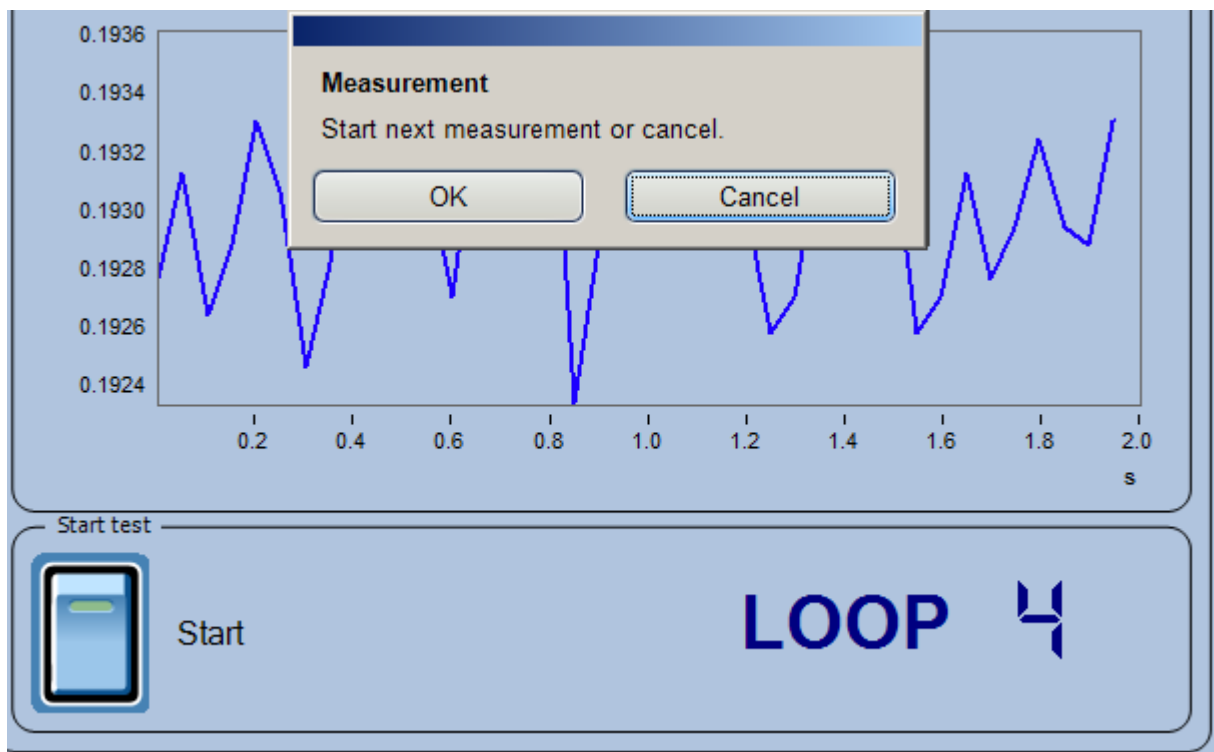 0.1936
0.1934
0.1932
0.1930
0.1928
0.1926
0.1924
Measurement
Start next measurement or cancel.
OK Cancel
0.2 0.4 0.6 0.8 1.0 1.2 1.4 1.6 1.8 2.0
s
Start test
Start LOOP 4